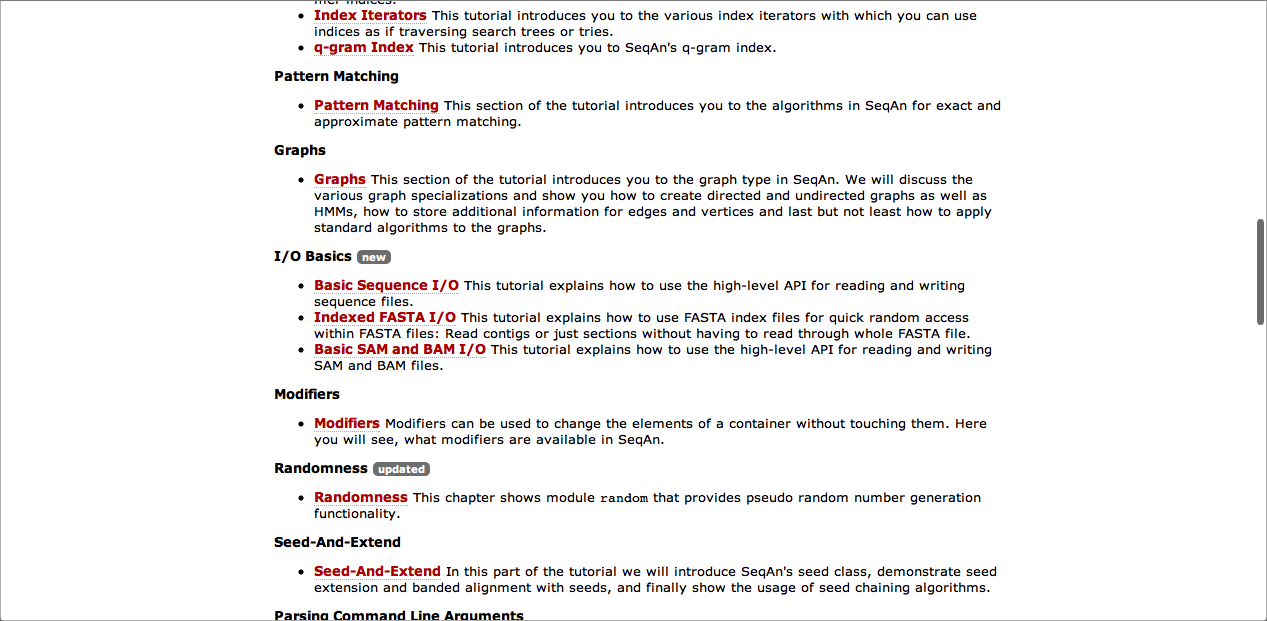 mer indices.
• Index Iterators This tutorial introduces you to the various index iterators with which you can use
indices as if traversing search trees or tries.
• q-gram Index This tutorial introduces you to SeqAn's q-gram index.
Pattern Matching
• Pattern Matching This section of the tutorial introduces you to the algorithms in SeqAn for exact and
approximate pattern matching.
Graphs
• Graphs This section of the tutorial introduces you to the graph type in SeqAn. We will discuss the
various graph specializations and show you how to create directed and undirected graphs as well as
HMMs, how to store additional information for edges and vertices and last but not least how to apply
standard algorithms to the graphs.
I/O Basics new
• Basic Sequence I/O This tutorial explains how to use the high-level API for reading and writing
sequence files.
• Indexed FASTA I/O This tutorial explains how to use FASTA index files for quick random access
within FASTA files: Read contigs or just sections without having to read through whole FASTA file.
• Basic SAM and BAM I/O This tutorial explains how to use the high-level API for reading and writing
SAM and BAM files.
Modifiers
• Modifiers Modifiers can be used to change the elements of a container without touching them. Here
you will see, what modifiers are available in SeqAn.
Randomness updated
• Randomness This chapter shows module random that provides pseudo random number generation
functionality.
Seed-And-Extend
• Seed-And-Extend In this part of the tutorial we will introduce SeqAn's seed class, demonstrate seed
extension and banded alignment with seeds, and finally show the usage of seed chaining algorithms.
Parsing Command Line Arguments